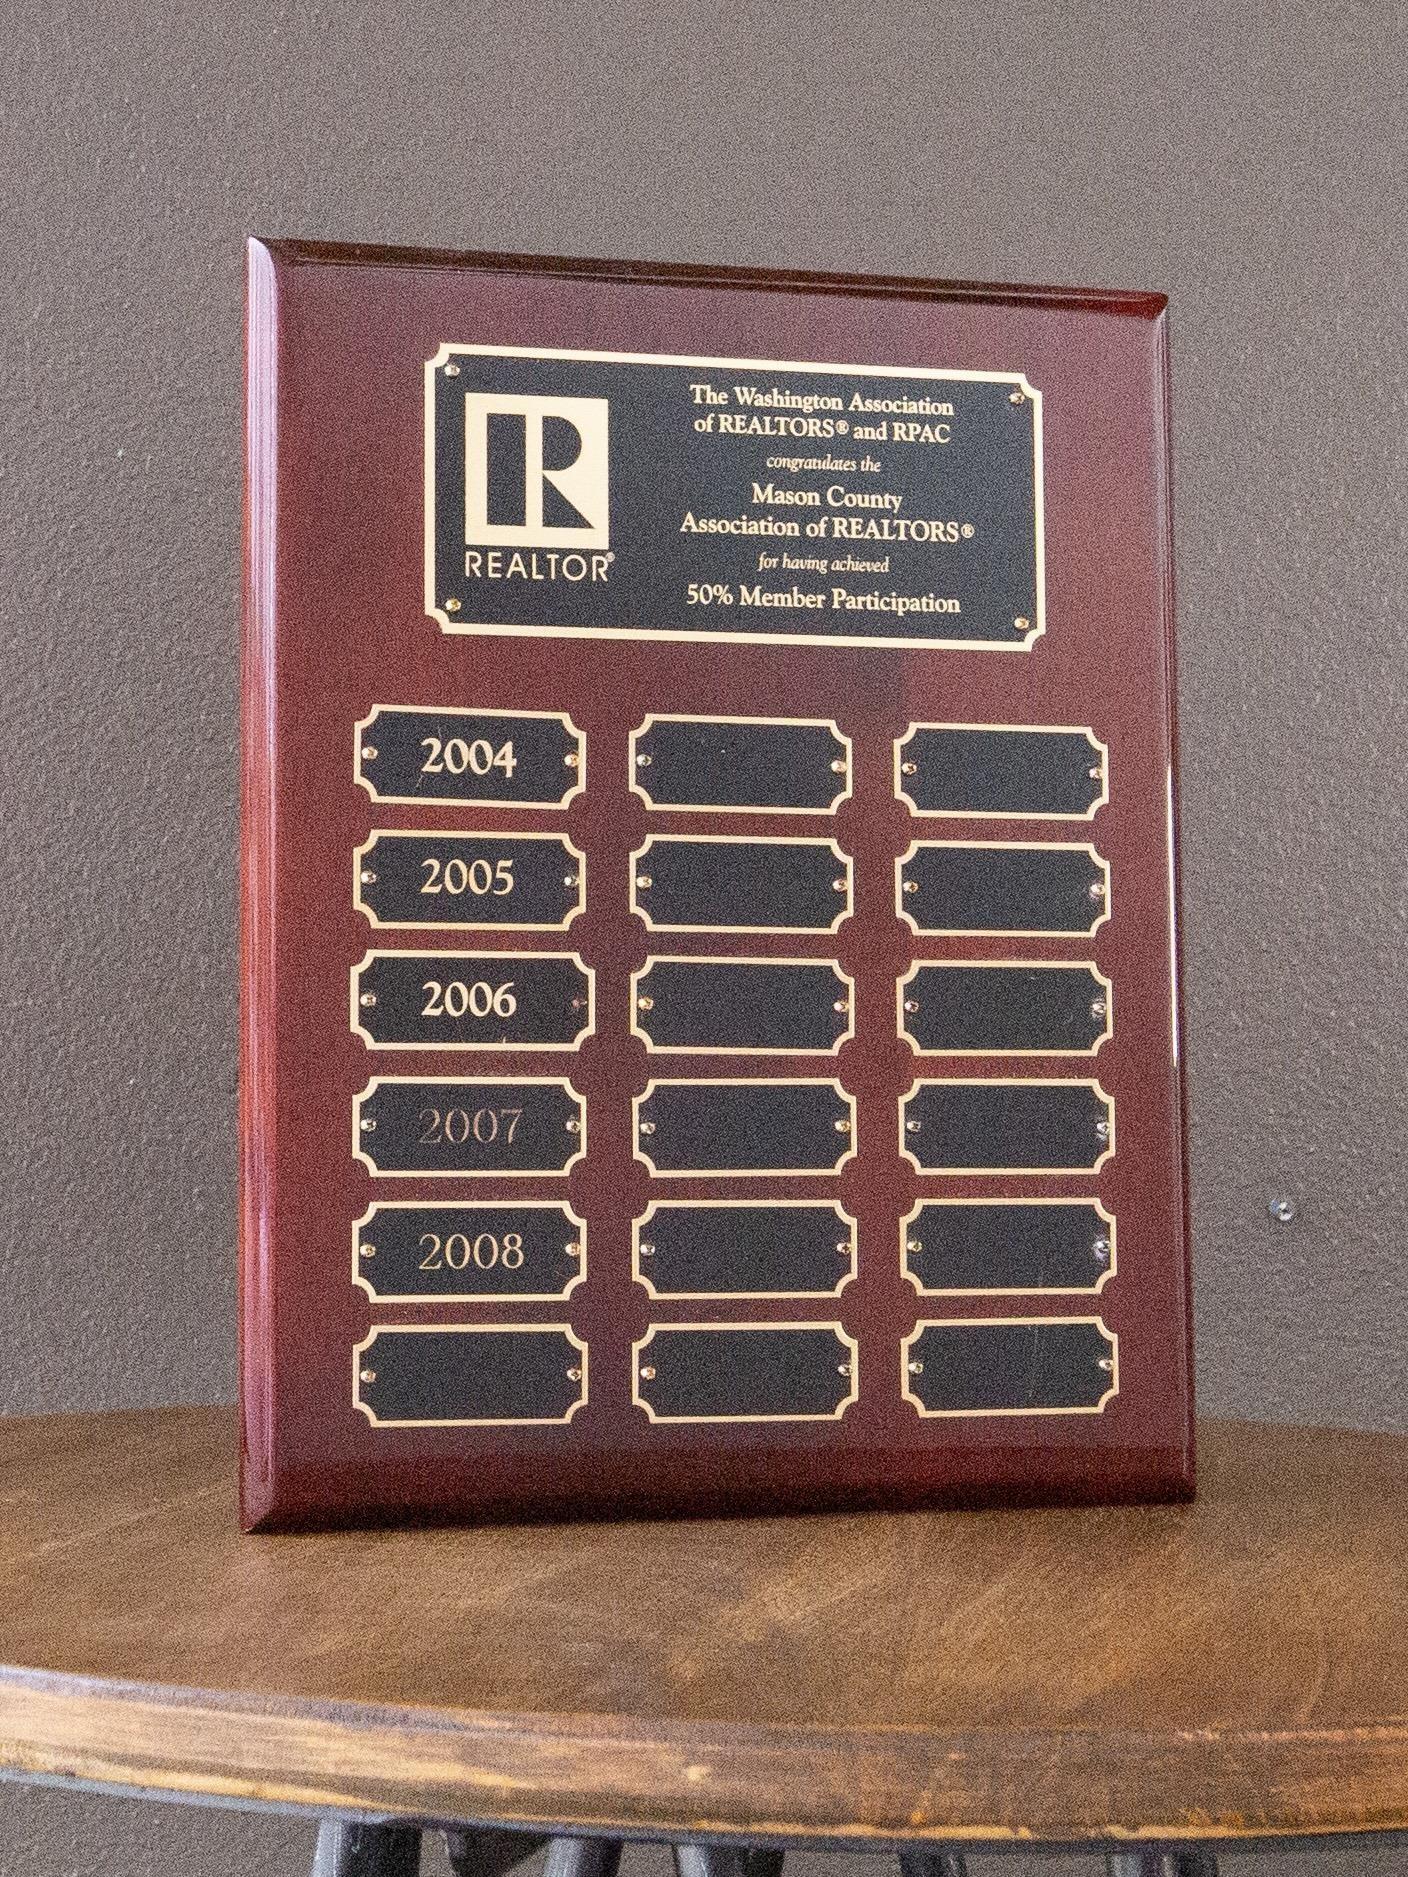 The Washington Association
of REALTORS® and RPAC
congratulates the
Mason County
Association of REALTORS®
for having achieved
50% Member Participation
R
REALTOR®
2004
2005
2006
2007
2008